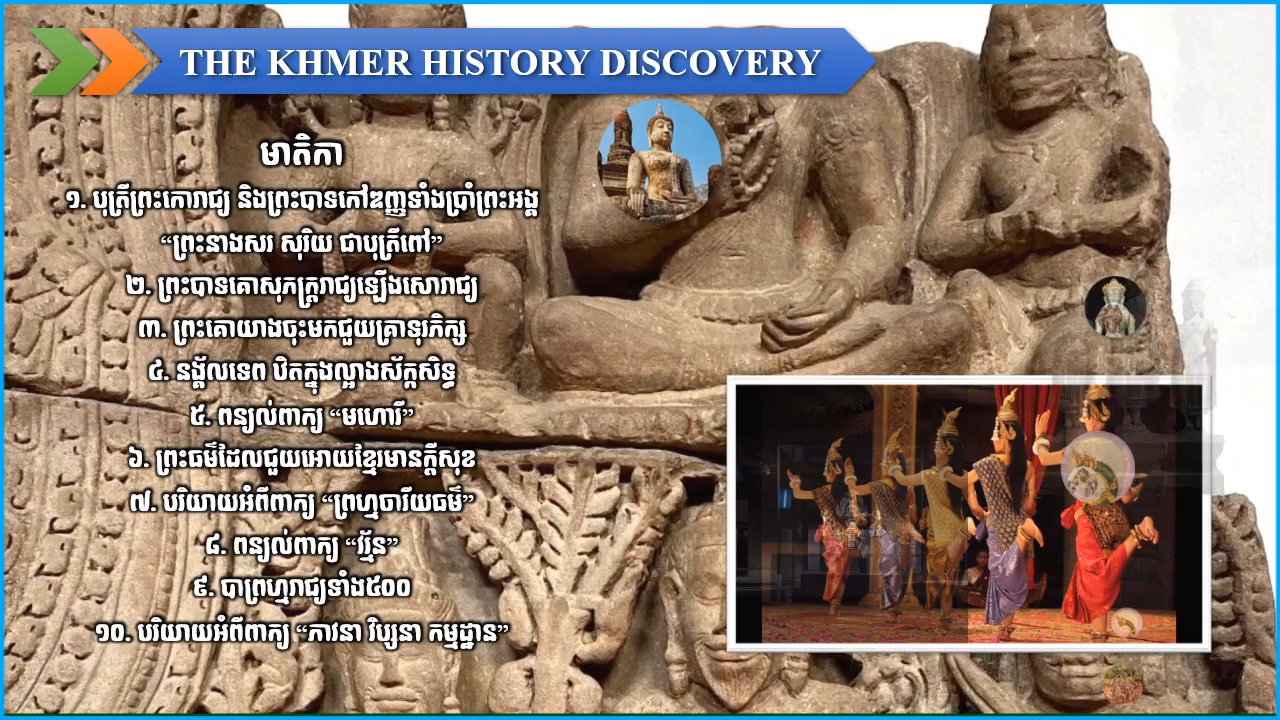 THE KHMER HISTORY DISCOVERY
មាតិកា
១. បុត្រីព្រះគោរាជ្យ និងព្រះបាទកៅឌញ្ញទាំងប្រាំព្រះអង្គ
“ព្រះនាងសរ សុរិយ ជាបុត្រីពៅ”
២. ព្រះបាទគោសុភក្ត្ររាជ្យឡើងសោរាជ្យ
៣. ព្រះគោយាងចុះមកជួយគ្រាទុរភិក្ស
៤. នង្គ័លទេព ឋិតក្នុងល្អាងស័ក្កសិទ្ធ
៥. ពន្យល់ពាក្យ “មហោរី”
៦. ព្រះធម៌ដែលជួយអោយខ្មែរមានក្ដីសុខ
៧. បរិយាយអំពីពាក្យ “ព្រហ្មចារីយធម៌”
៨. ពន្យល់ពាក្យ “វរ្ម័ន”
៩. បាព្រហ្មរាជ្យទាំង៥០០
១០. បរិយាយអំពីពាក្យ “ភាវនា វិប្សនា កម្មដ្ឋាន”